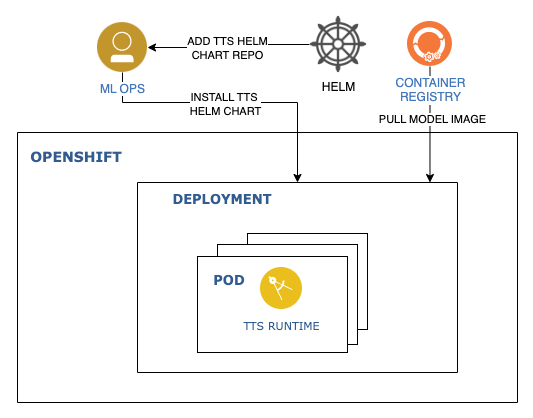 ADD TTS HELM
CHART REPO
ML OPS
HELM
CONTAINER
REGISTRY
INSTALL TTS
HELM CHART
PULL MODEL IMAGE
OPENSHIFT
DEPLOYMENT
POD
TTS RUNTIME